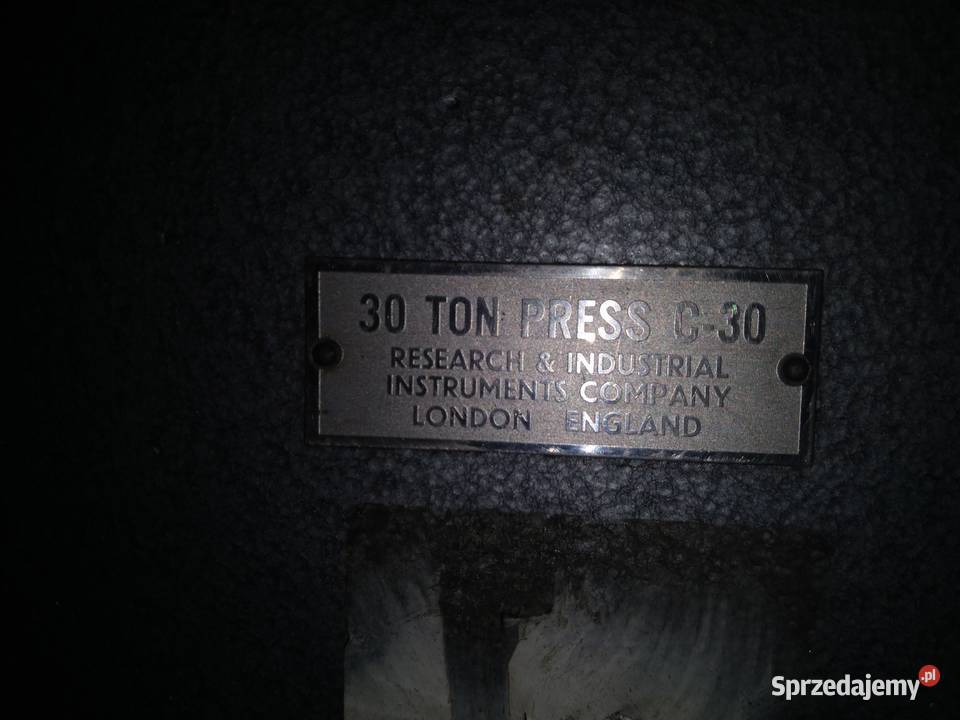 30 TON PRESS C-30
RESEARCH & INDUSTRIAL
INSTRUMENTS COMPANY
LONDON ENGLAND
Sprzedajemy.pl